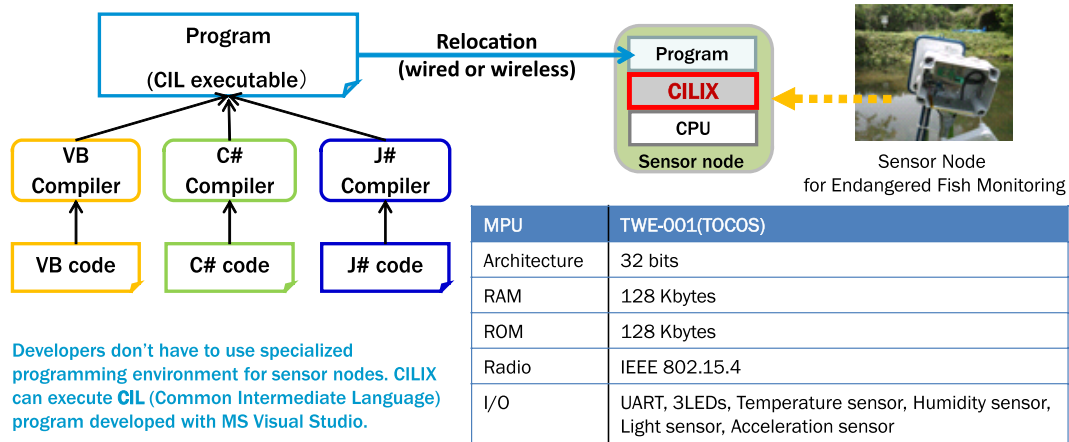 Program
(CIL executable)
Relocation
(wired or wireless)
Program
CILIX
CPU
Sensor node
Sensor Node
for Endangered Fish Monitoring
VB
Compiler
C#
Compiler
J#
Compiler
VB code
C# code
J# code
Developers don't have to use specialized
programming environment for sensor nodes. CILIX
can execute CIL (Common Intermediate Language)
program developed with MS Visual Studio.
MPU TWE-001(TOCOS)
Architecture 32 bits
RAM 128 Kbytes
ROM 128 Kbytes
Radio IEEE 802.15.4
I/O UART, 3LEDs, Temperature sensor, Humidity sensor,
Light sensor, Acceleration sensor